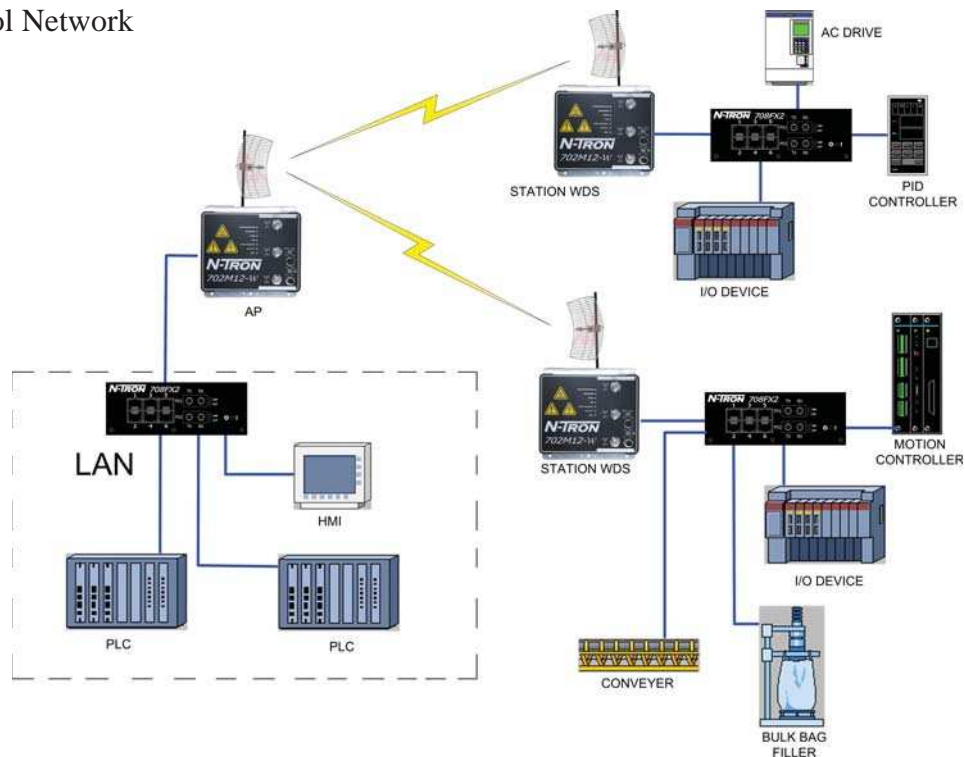 ol Network
AC DRIVE
N-TRON 708FX2
PID
CONTROLLER
N-TRON
702M12-W
STATION WDS
I/O DEVICE
N-TRON
702M12-W
AP
N-TRON 708FX2
LAN
HMI
PLC
PLC
N-TRON
702M12-W
STATION WDS
N-TRON 708FX2
MOTION
CONTROLLER
I/O DEVICE
CONVEYER
BULK BAG
FILLER